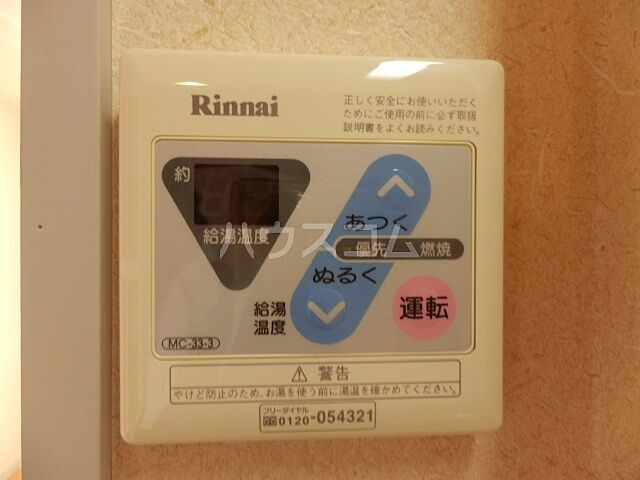 Rinnai
正しく安全にお使いいただく
ためにご使用の前に必ず取扱
説明書をよくお読みください。
約
給湯温度
あつく
優先 燃焼
ぬるく
給湯
温度
運転
MC-33-3
ハウスコム
⚠ 警告
やけど防止のため、お湯を使う前に湯温を確かめてください。
フリーダイヤル
0120-054321